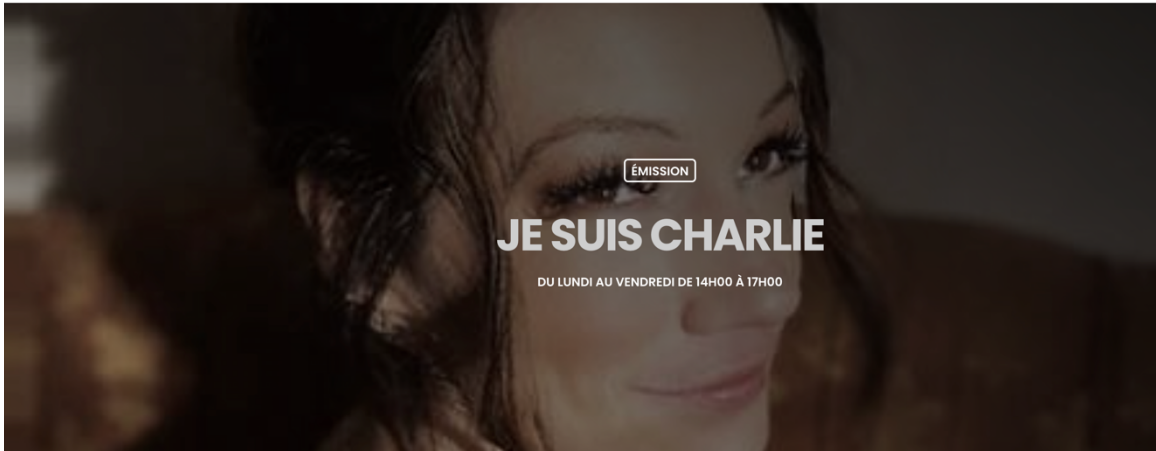 ÉMISSION
JE SUIS CHARLIE
DU LUNDI AU VENDREDI DE 14H00 À 17H00